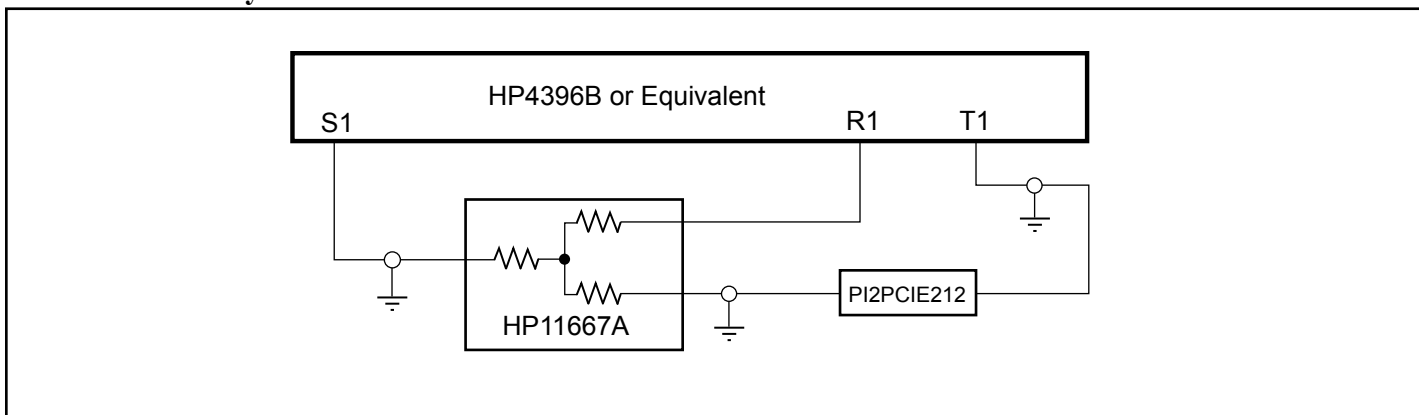 HP4396B or Equivalent
S1
R1
T1
PI2PCIE212
HP11667A